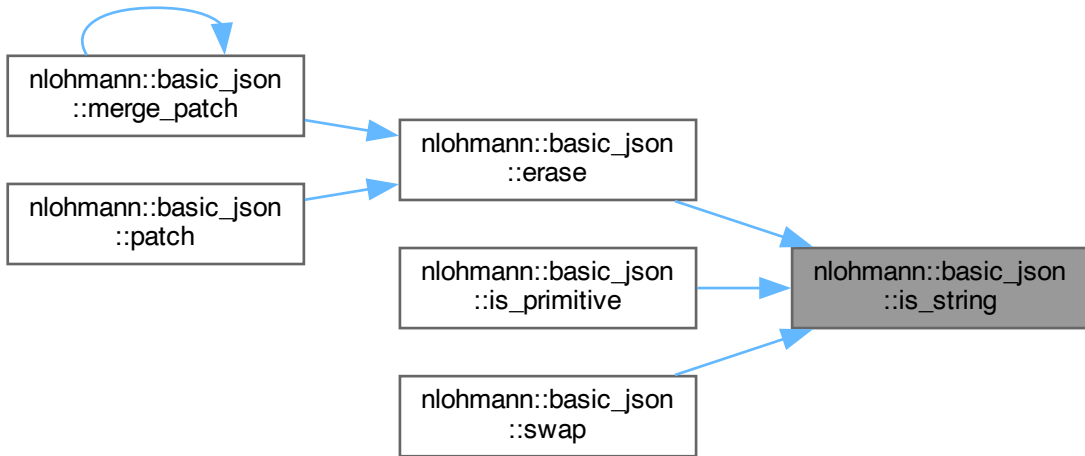 nlohmann::basic_json
::merge_patch
nlohmann::basic_json
::patch
nlohmann::basic_json
::erase
nlohmann::basic_json
::is_primitive
nlohmann::basic_json
::swap
nlohmann::basic_json
::is_string